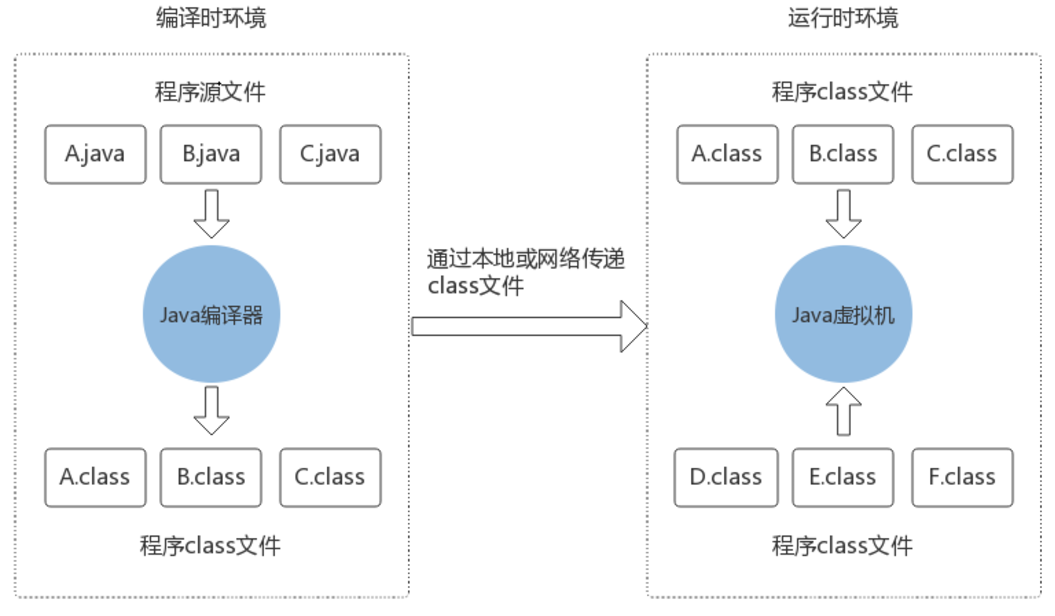 编译时环境
程序源文件
A.java
B.java
C.java
Java编译器
A.class
B.class
C.class
程序class文件
通过本地或网络传递
class文件
运行时环境
程序class文件
A.class
B.class
C.class
Java虚拟机
D.class
E.class
F.class
程序class文件